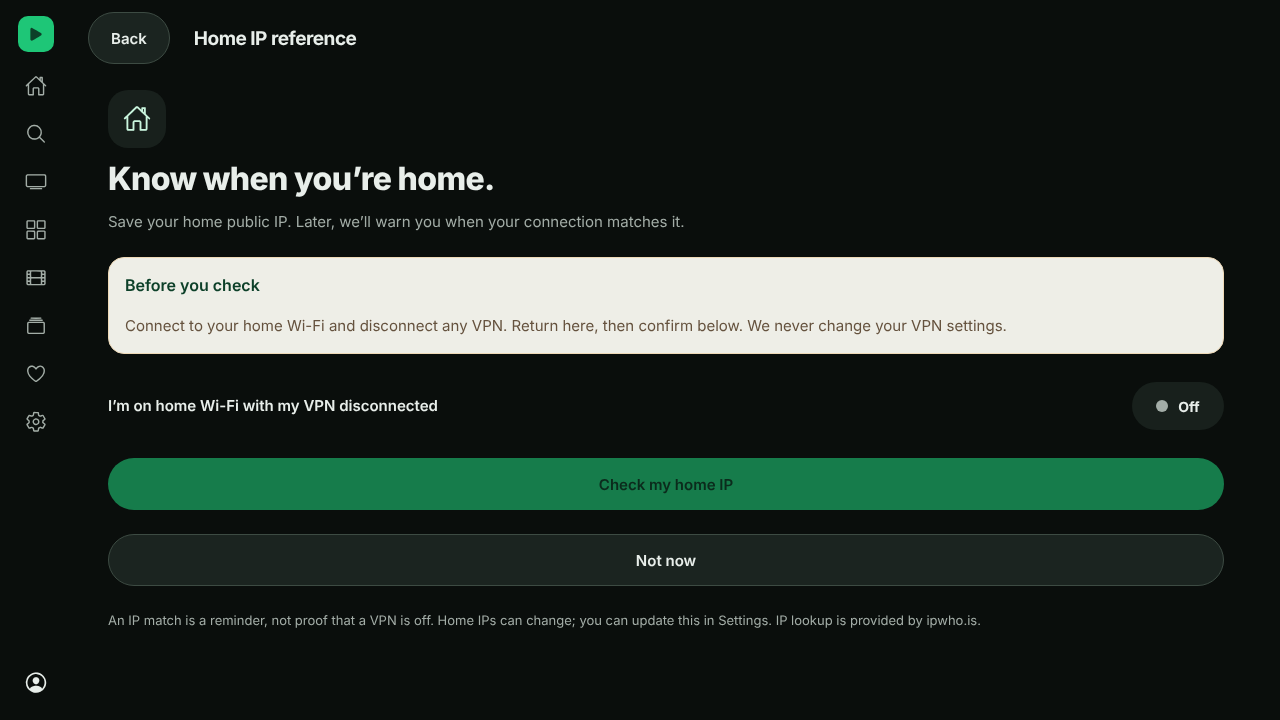 Back
Home IP reference
Know when you’re home.
Save your home public IP. Later, we’ll warn you when your connection matches it.
Before you check
Connect to your home Wi-Fi and disconnect any VPN. Return here, then confirm below. We never change your VPN settings.
I’m on home Wi-Fi with my VPN disconnected
Off
Check my home IP
Not now
An IP match is a reminder, not proof that a VPN is off. Home IPs can change; you can update this in Settings. IP lookup is provided by ipwho.is.